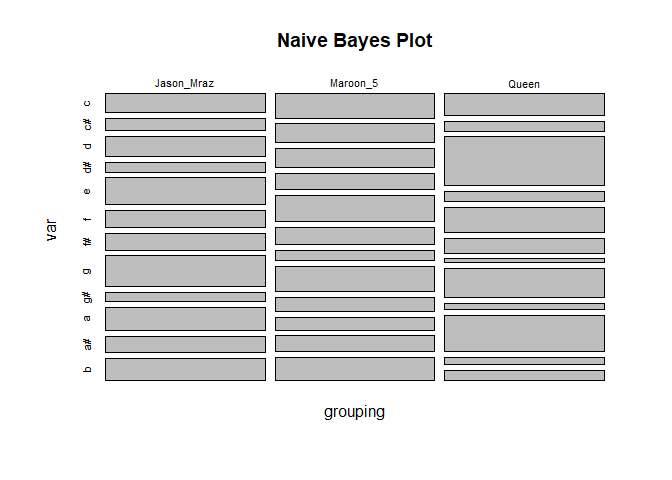 Naive Bayes Plot
Jason_Mraz Maroon_5 Queen
c
c#
d
d#
e
f
f#
g
g#
a
a#
b
var
grouping